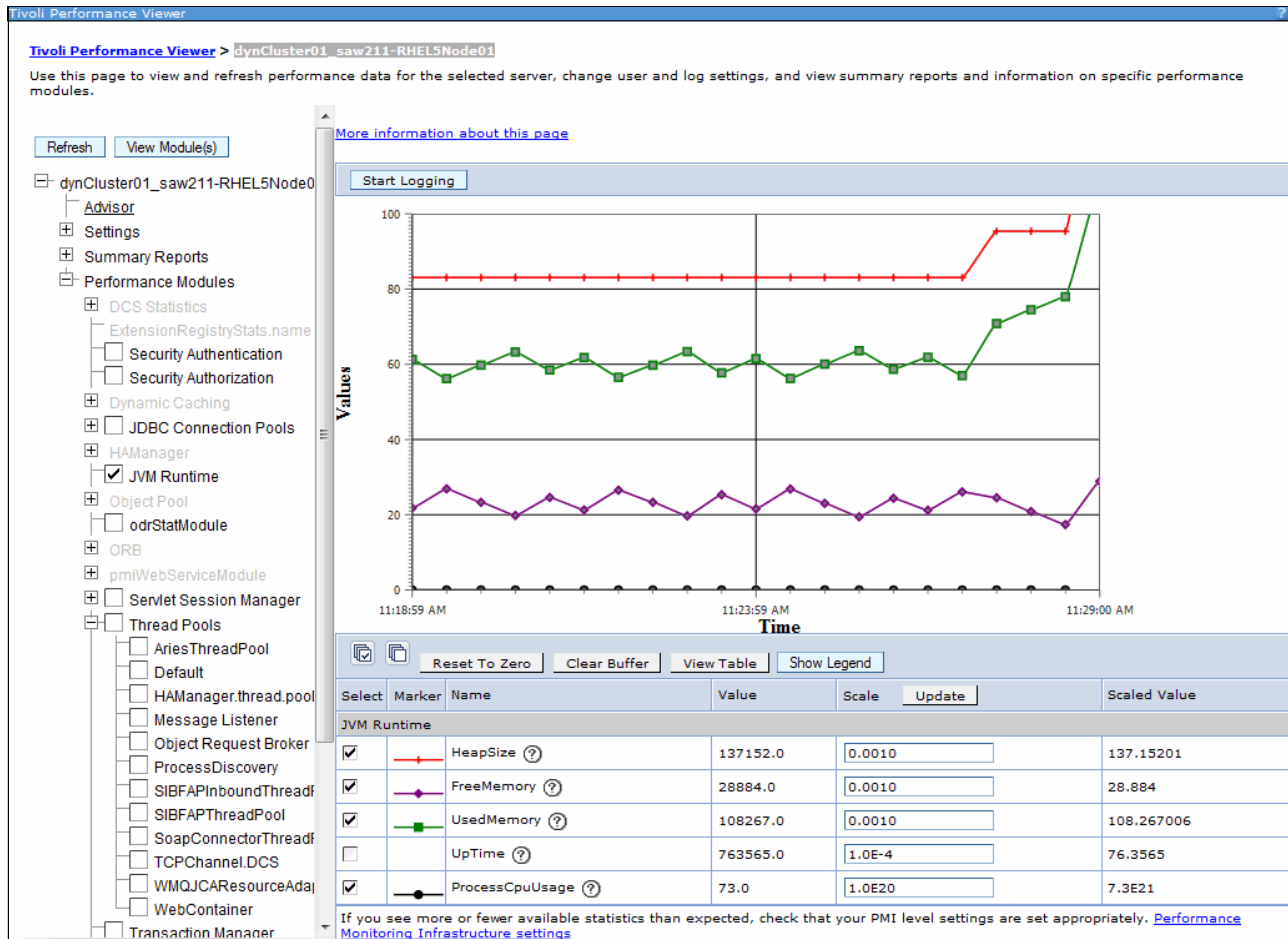 Tivoli Performance Viewer
?
Tivoli Performance Viewer > dynCluster01_saw211-RHEL5Node01
Use this page to view and refresh performance data for the selected server, change user and log settings, and view summary reports and information on specific performance
modules.
Refresh
View Module(s)
dynCluster01_saw211-RHEL5Node0
Advisor
Settings
Summary Reports
Performance Modules
DCS Statistics
ExtensionRegistryStats.name
Security Authentication
Security Authorization
Dynamic Caching
JDBC Connection Pools
HAManager
JVM Runtime
Object Pool
odrStatModule
ORB
pmiWebServiceModule
Servlet Session Manager
Thread Pools
AriesThreadPool
Default
HAManager.thread.pool
Message Listener
Object Request Broker
ProcessDiscovery
SIBFAPInboundThreadF
SIBFAPThreadPool
SoapConnectorThreadF
TCPChannel.DCS
WMQJCAResourceAdap
WebContainer
Transaction Manager
More information about this page
Start Logging
100
80
60
40
20
0
Values
11:18:59 AM
11:23:59 AM
11:29:00 AM
Time
Reset To Zero
Clear Buffer
View Table
Show Legend
Select Marker Name Value Scale Update Scaled Value
JVM Runtime
HeapSize ? 137152.0 0.0010 137.15201
FreeMemory ? 28884.0 0.0010 28.884
UsedMemory ? 108267.0 0.0010 108.267006
UpTime ? 763565.0 1.0E-4 76.3565
ProcessCpuUsage ? 73.0 1.0E20 7.3E21
If you see more or fewer available statistics than expected, check that your PMI level settings are set appropriately. Performance
Monitoring Infrastructure settings